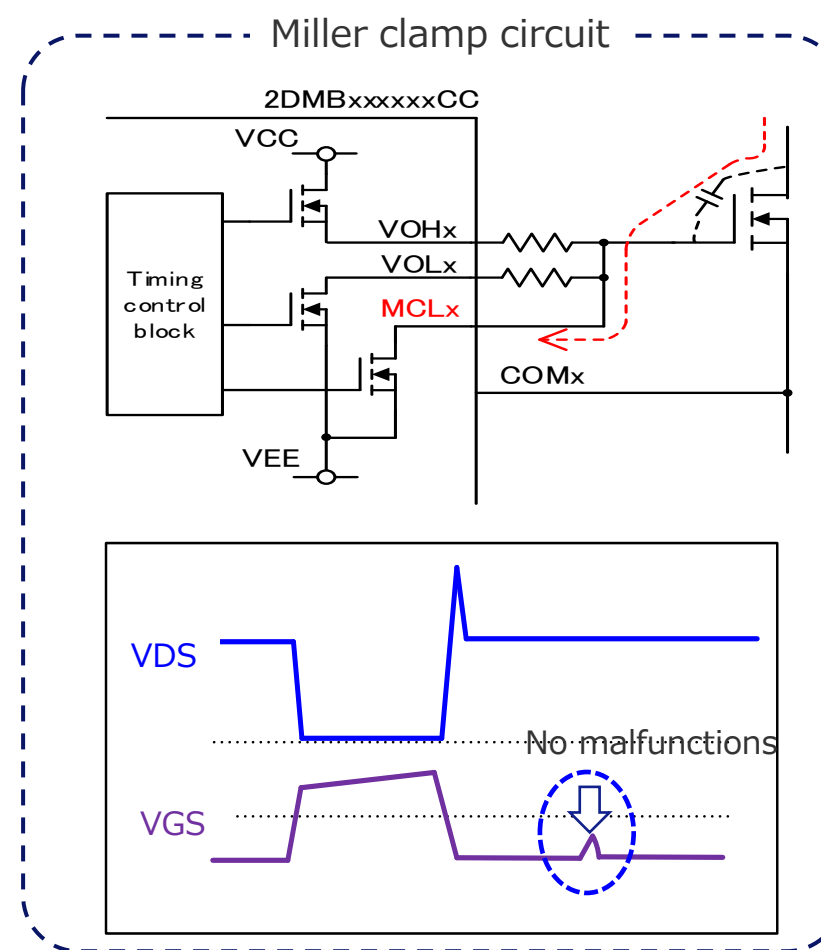 Miller clamp circuit
2DMBxxxxxxCC
VCC
VOHx
VOLx
Timing
control
block
MCLx
COMx
VEE
VDS
No malfunctions
VGS